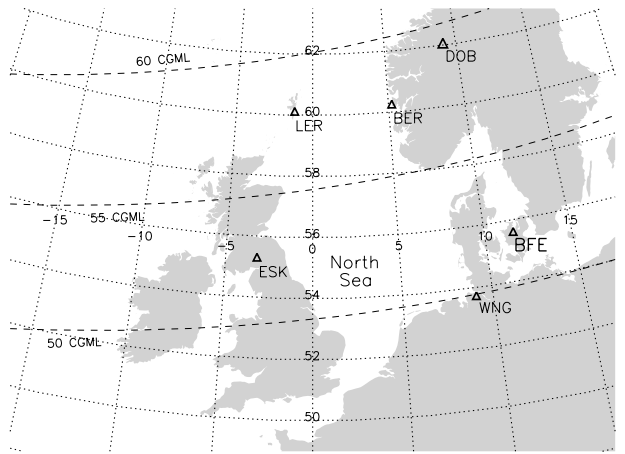 62
60 CGML
DOB
60
LER
BER
58
-15
55 CGML
-10
-5
56
0
5
10
15
BFE
ESK
North
Sea
54
WNG
50 CGML
52
50